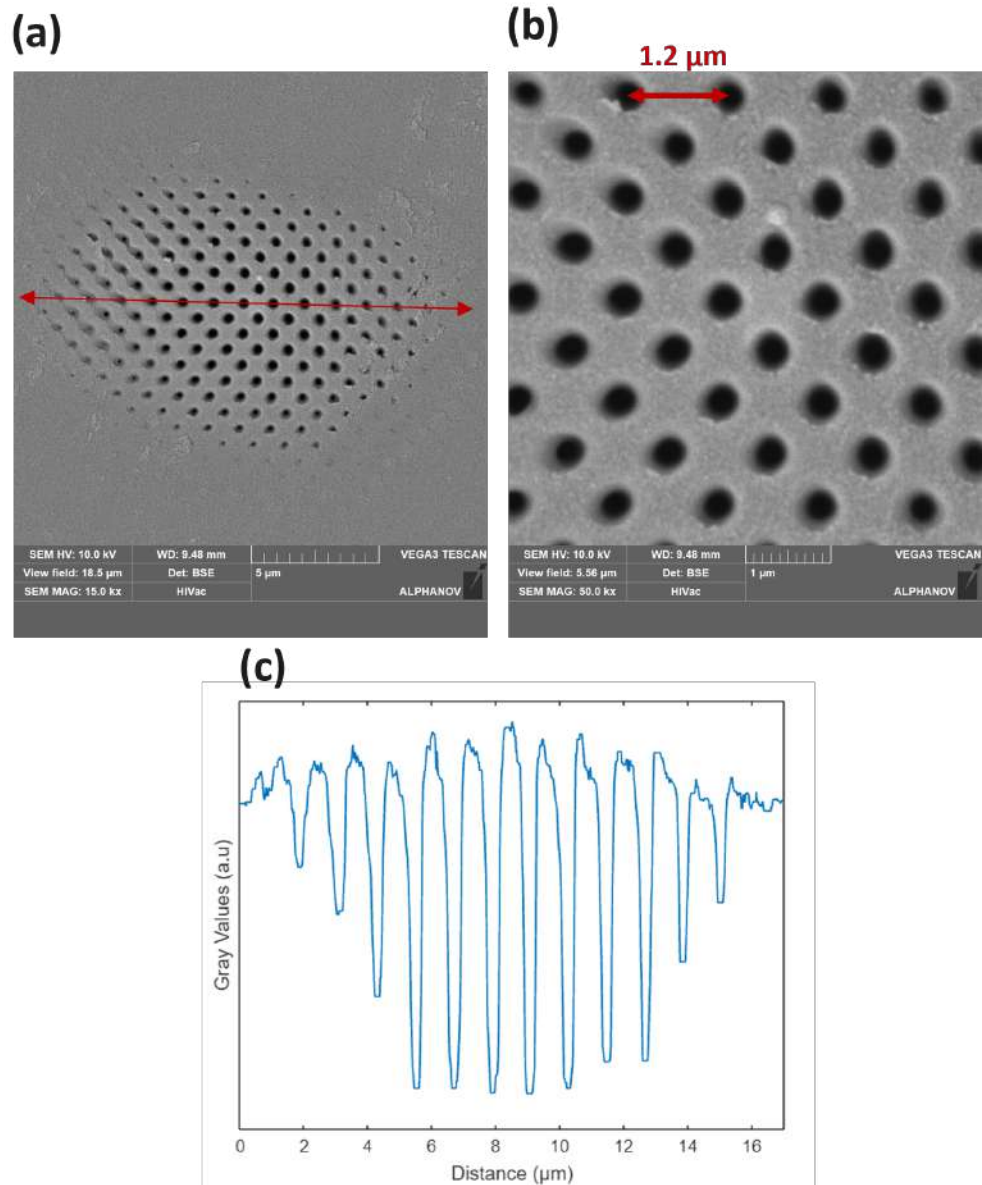 (a)
(b)
1.2 µm
SEM HV: 10.0 kV WD: 9.48 mm VEGA3 TESCAN
View field: 18.5 µm Det: BSE 5 µm
SEM MAG: 15.0 kx HiVac ALPHANOV
SEM HV: 10.0 kV WD: 9.48 mm VEGA3 TESCAN
View field: 5.56 µm Det: BSE 1 µm
SEM MAG: 50.0 kx HiVac ALPHANOV
(c)
Gray Values (a.u)
0 2 4 6 8 10 12 14 16
Distance (µm)